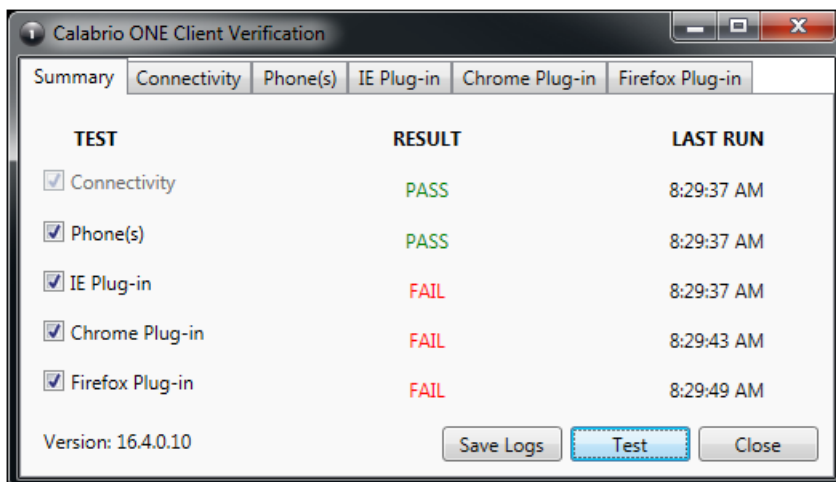 Calabrio ONE Client Verification
Summary Connectivity Phone(s) IE Plug-in Chrome Plug-in Firefox Plug-in
TEST RESULT LAST RUN
Connectivity PASS 8:29:37 AM
Phone(s) PASS 8:29:37 AM
IE Plug-in FAIL 8:29:37 AM
Chrome Plug-in FAIL 8:29:43 AM
Firefox Plug-in FAIL 8:29:49 AM
Version: 16.4.0.10 Save Logs Test Close